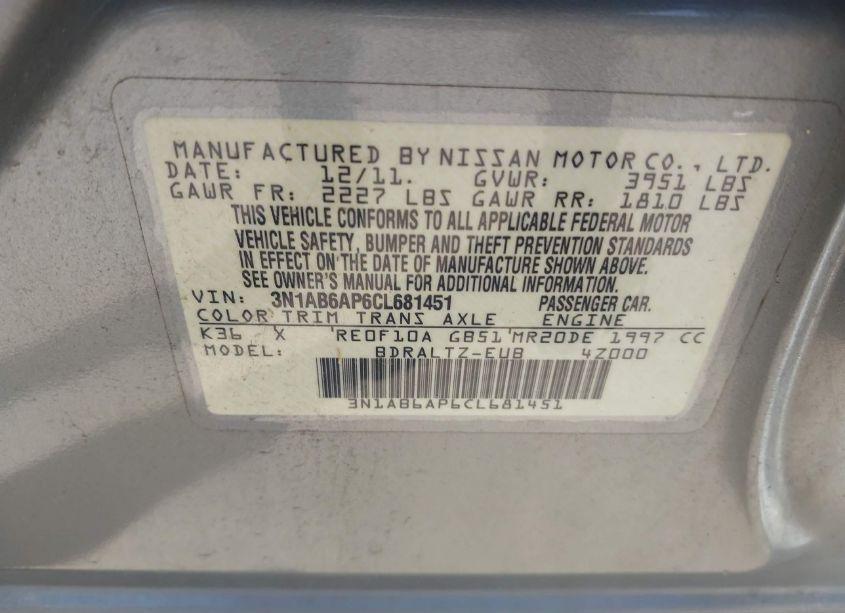 MANUFACTURED BY NISSAN MOTOR CO., LTD.
DATE: 12/11. GVWR: 3951 LBS
GAWR FR: 2227 LBS GAWR RR: 1810 LBS
THIS VEHICLE CONFORMS TO ALL APPLICABLE FEDERAL MOTOR
VEHICLE SAFETY, BUMPER AND THEFT PREVENTION STANDARDS
IN EFFECT ON THE DATE OF MANUFACTURE SHOWN ABOVE.
SEE OWNER'S MANUAL FOR ADDITIONAL INFORMATION.
VIN: 3N1AB6AP6CL681451 PASSENGER CAR.
COLOR TRIM TRANS AXLE ENGINE
K36 X RE0F10A GB51 MR20DE 1997 CC
MODEL: BDRALTZ-EUB 4Z000
3N1AB6AP6CL681451